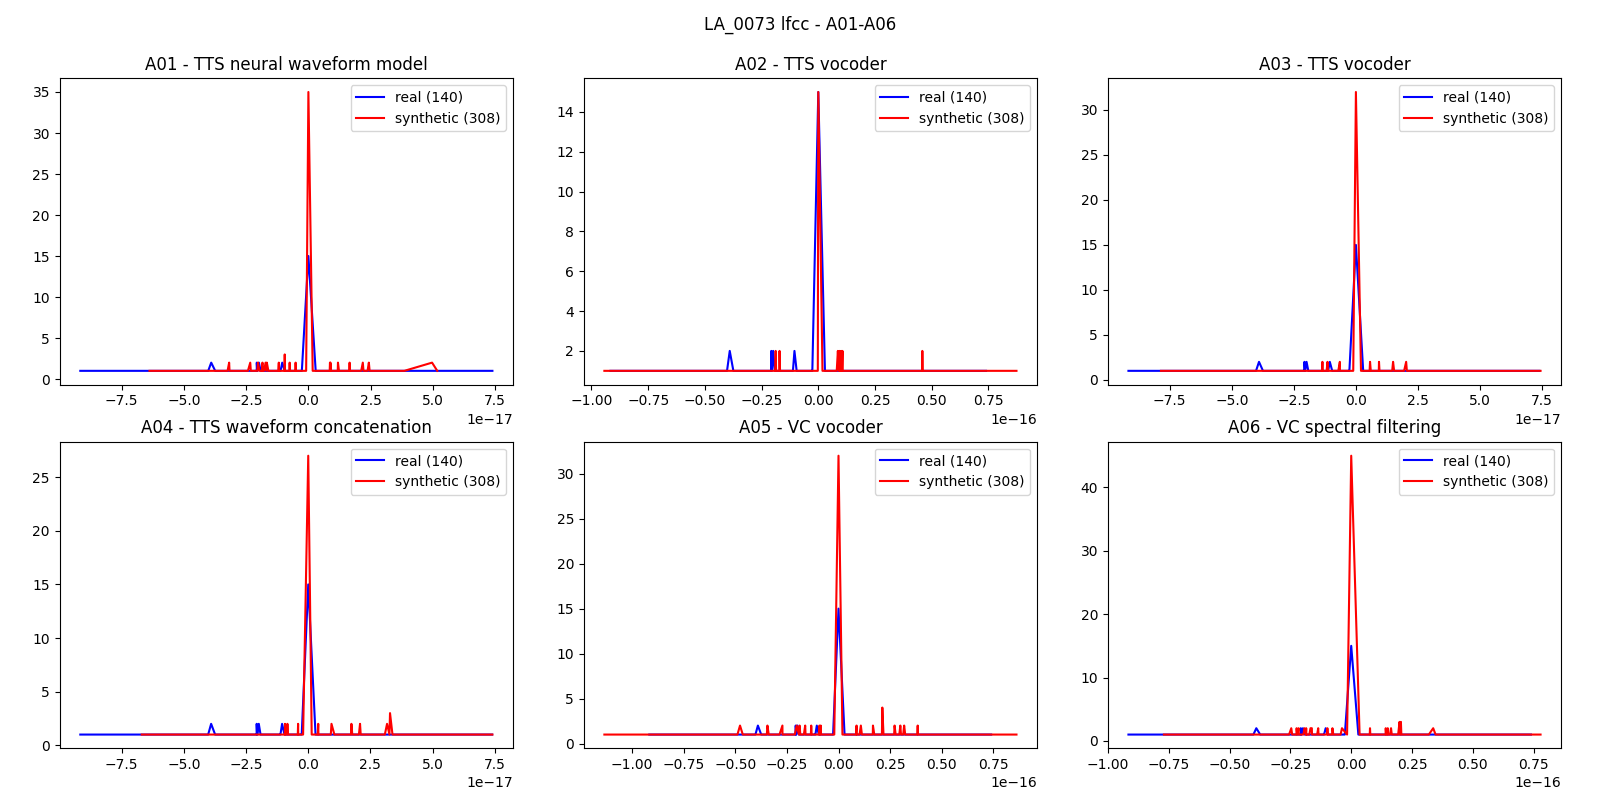 LA_0073 lfcc - A01-A06
A01 - TTS neural waveform model
35
30
25
20
15
10
5
0
real (140)
synthetic (308)
−7.5 −5.0 −2.5 0.0 2.5 5.0 7.5
1e−17
A02 - TTS vocoder
14
12
10
8
6
4
2
real (140)
synthetic (308)
−1.00 −0.75 −0.50 −0.25 0.00 0.25 0.50 0.75
1e−16
A03 - TTS vocoder
30
25
20
15
10
5
0
real (140)
synthetic (308)
−7.5 −5.0 −2.5 0.0 2.5 5.0 7.5
1e−17
A04 - TTS waveform concatenation
25
20
15
10
5
0
real (140)
synthetic (308)
−7.5 −5.0 −2.5 0.0 2.5 5.0 7.5
1e−17
A05 - VC vocoder
30
25
20
15
10
5
0
real (140)
synthetic (308)
−1.00 −0.75 −0.50 −0.25 0.00 0.25 0.50 0.75
1e−16
A06 - VC spectral filtering
40
30
20
10
0
real (140)
synthetic (308)
−1.00 −0.75 −0.50 −0.25 0.00 0.25 0.50 0.75
1e−16